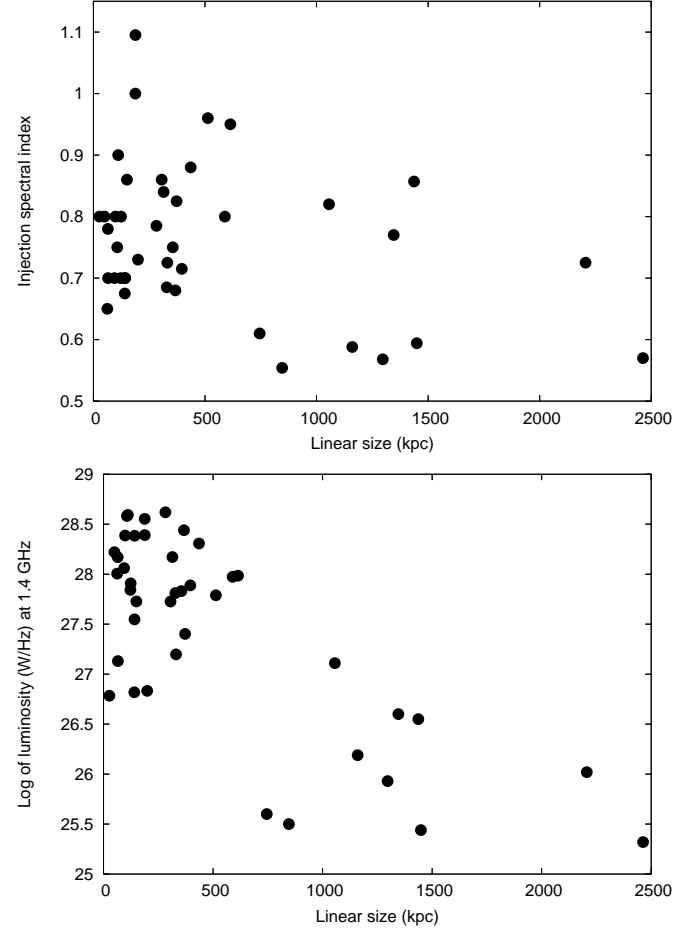 1.1
1
0.9
0.8
0.7
0.6
0.5
Injection spectral index
0 500 1000 1500 2000 2500
Linear size (kpc)
29
28.5
28
27.5
27
26.5
26
25.5
25
Log of luminosity (W/Hz) at 1.4 GHz
0 500 1000 1500 2000 2500
Linear size (kpc)